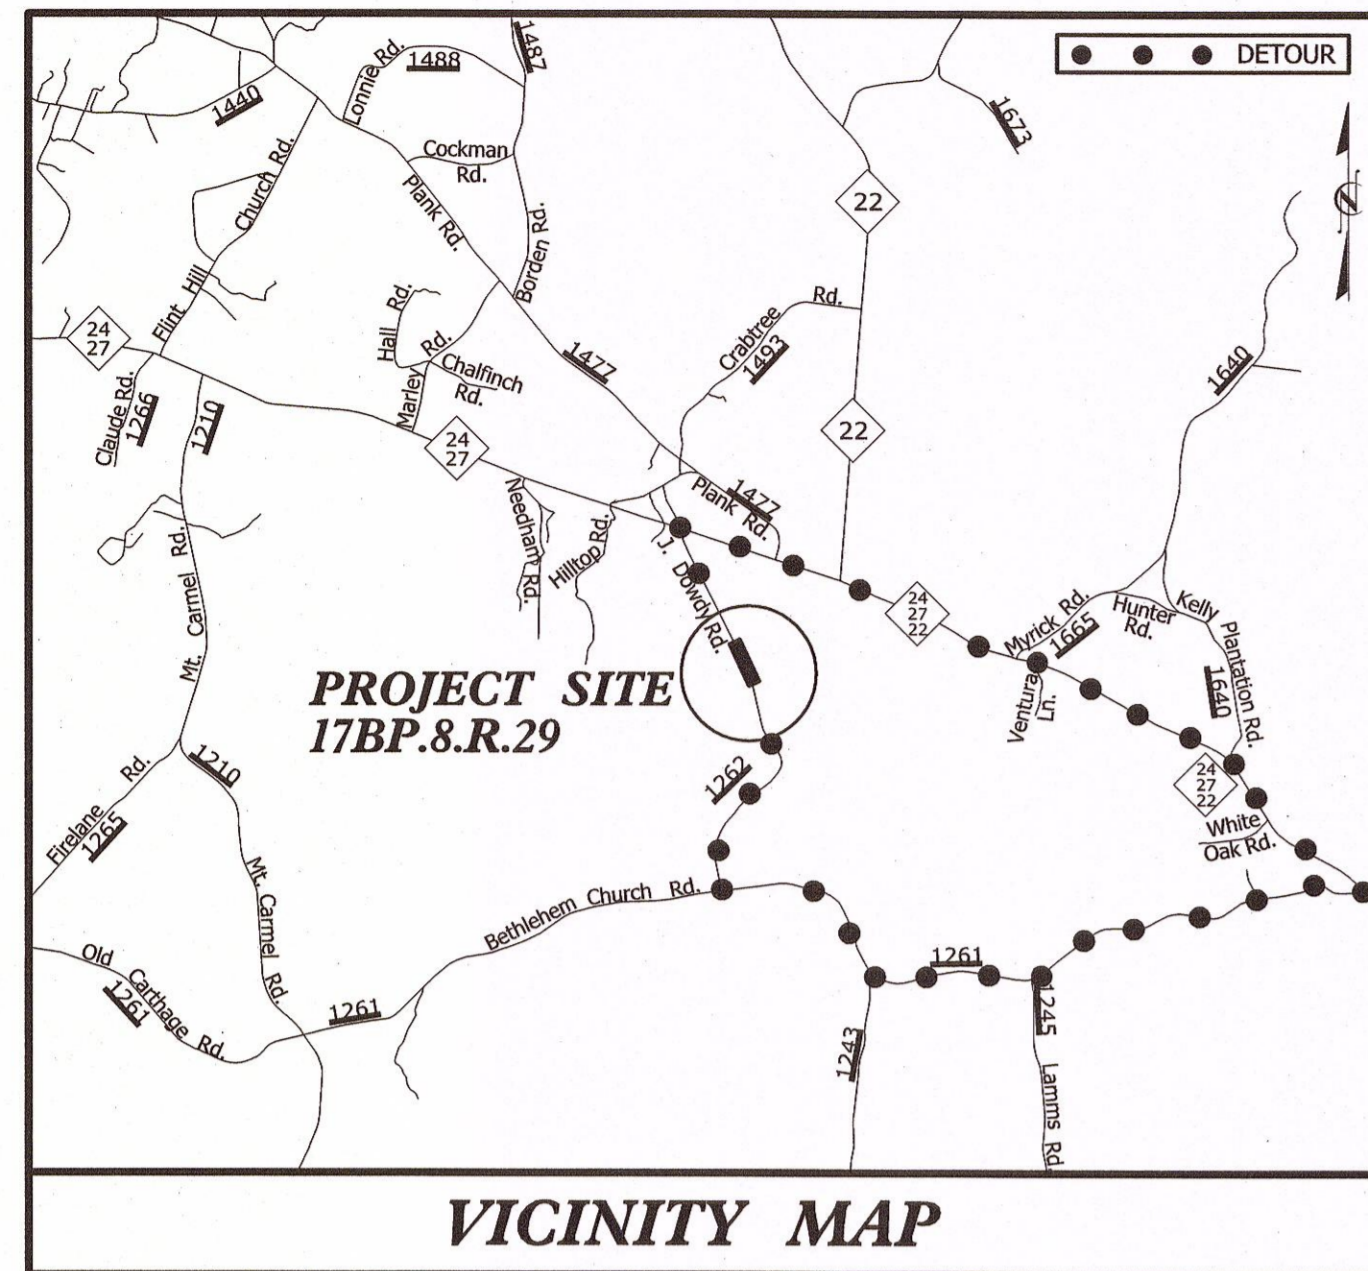 DETOUR
Lonnie Rd.
1488
1487
1440
1673
Cockman
Rd.
Church Rd.
Plank Rd.
22
Borden Rd.
Flint Hill
Hall Rd.
Rd.
Crabtree
1493
24
27
Marley Rd.
Chalfinch
Rd.
1477
1640
Claude Rd.
1266
1210
24
27
22
Needham Rd.
Hilltop Rd.
Plank Rd.
1477
J. Dowdy Rd.
Mt. Carmel Rd.
24
27
22
Myrick Rd.
1665
Hunter
Rd.
Kelly Plantation Rd.
1640
Ventura
Ln.
PROJECT SITE
17BP.8.R.29
1210
1262
24
27
22
Firelane Rd.
1265
White
Oak Rd.
Mt. Carmel Rd.
Bethlehem Church Rd.
Old Carthage Rd.
1261
1261
1261
1243
1245
Lamms Rd.
VICINITY MAP